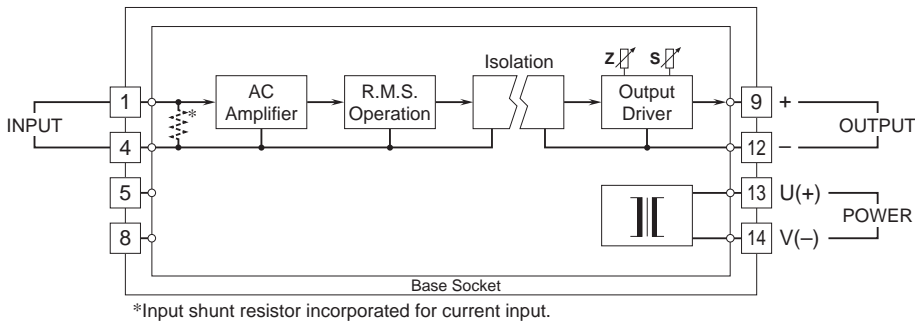 Isolation
Z S
AC
Amplifier
R.M.S.
Operation
Output
Driver
INPUT
1
4
5
8
*
9 +
12 –
OUTPUT
13 U(+)
14 V(–)
POWER
Base Socket
*Input shunt resistor incorporated for current input.